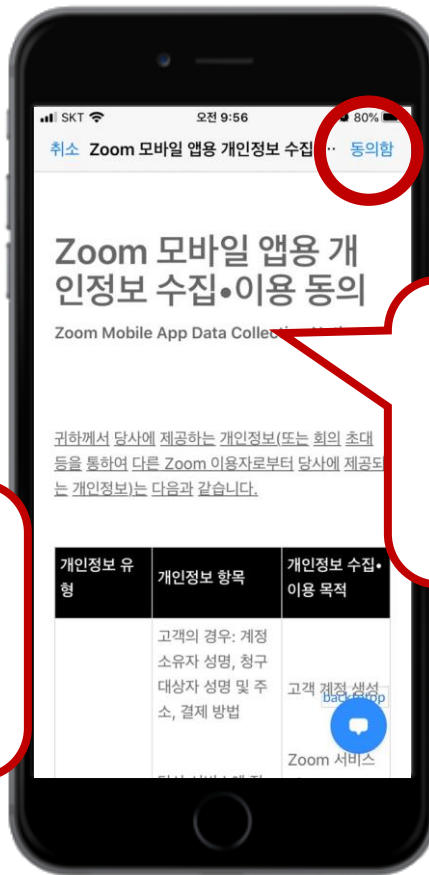 SKT 오전 9:56 80%
취소 Zoom 모바일 앱용 개인정보 수집 ·· 동의함
Zoom 모바일 앱용 개
인정보 수집•이용 동의
Zoom Mobile App Data
귀하께서 당사에 제공하는 개인정보(또는 회의 초대
등을 통하여 다른 Zoom 이용자로부터 당사에 제공되
는 개인정보)는 다음과 같습니다.
개인정보 유
형
개인정보 항목
개인정보 수집•
이용 목적
고객의 경우: 계정
소유자 성명, 청구
대상자 성명 및 주
소, 결제 방법
고객 계정 생성
Zoom 서비스